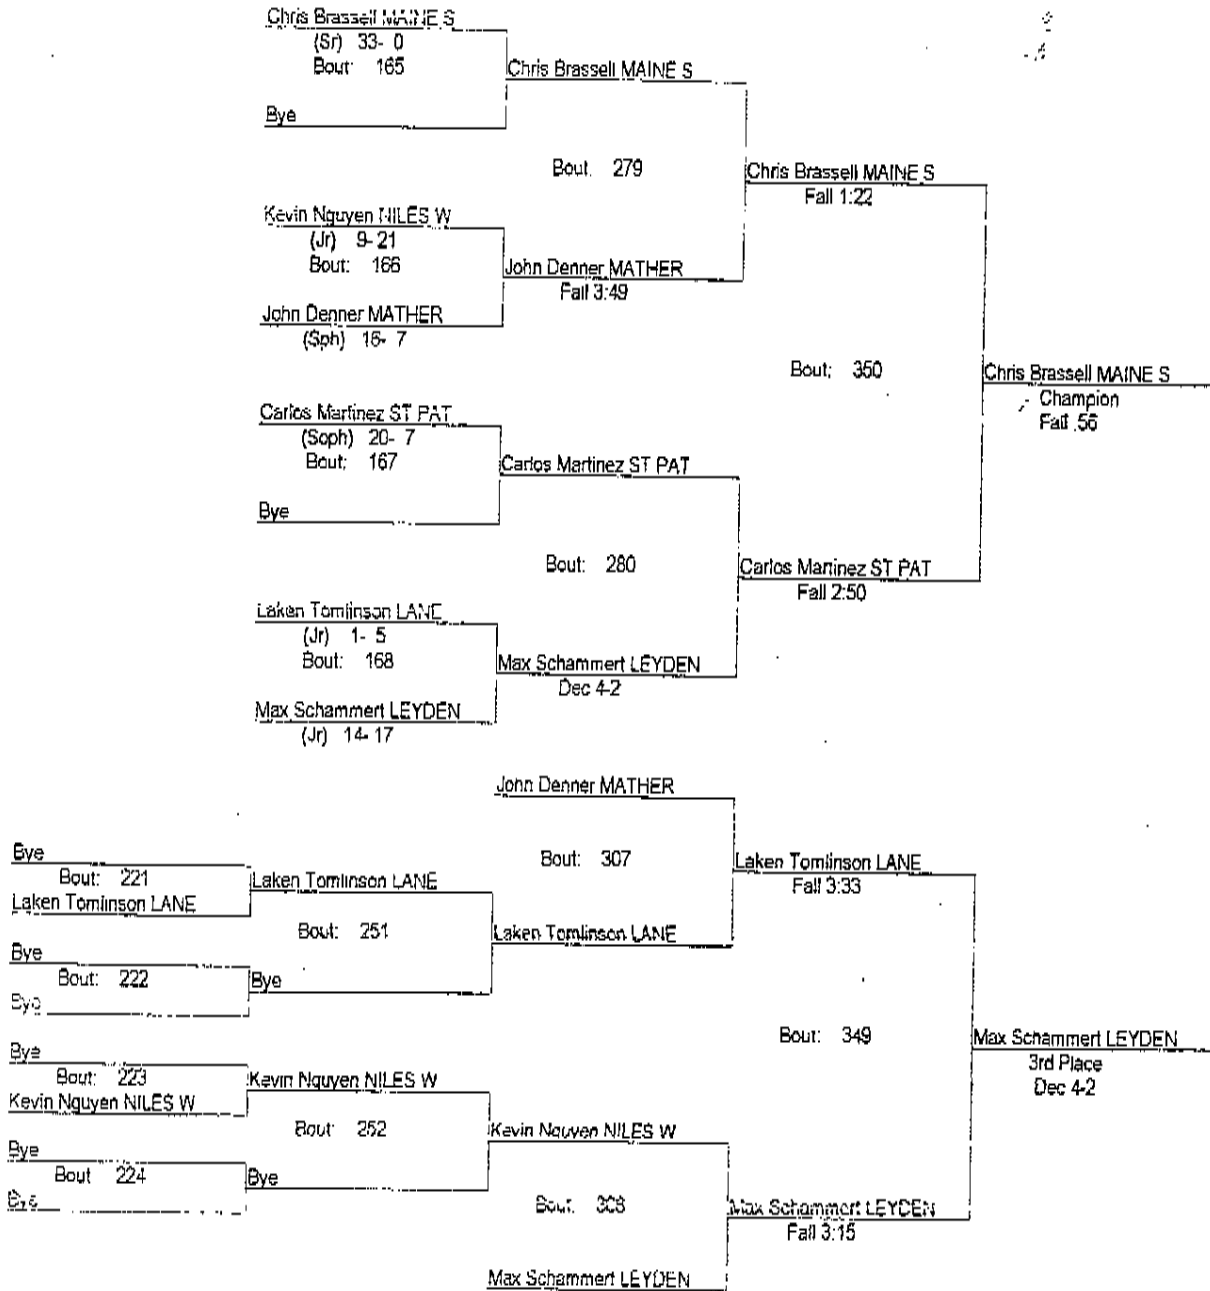 Chris Brassell MAINE S
(Sr) 33- 0
Bout: 165
Chris Brassell MAINE S
Bye
Bout: 279
Chris Brassell MAINE S
Fall 1:22
Kevin Nguyen NILES W
(Jr) 9- 21
Bout: 166
John Denner MATHER
Fall 3:49
John Denner MATHER
(Sph) 16- 7
Bout: 350
Chris Brassell MAINE S
Champion
Fall .56
Carlos Martinez ST PAT
(Soph) 20- 7
Bout: 167
Carlos Martinez ST PAT
Bye
Bout: 280
Carlos Martinez ST PAT
Fall 2:50
Laken Tomlinson LANE
(Jr) 1- 5
Bout: 168
Max Schammert LEYDEN
Dec 4-2
Max Schammert LEYDEN
(Jr) 14- 17
John Denner MATHER
Bye
Bout: 221
Laken Tomlinson LANE
Laken Tomlinson LANE
Bout: 307
Laken Tomlinson LANE
Fall 3:33
Bout: 251
Laken Tomlinson LANE
Bye
Bout: 222
Bye
Bye
Bout: 349
Max Schammert LEYDEN
3rd Place
Dec 4-2
Bye
Bout: 223
Kevin Nguyen NILES W
Kevin Nguyen NILES W
Bout: 252
Kevin Nguyen NILES W
Bye
Bout 224
Bye
Bye
Bout: 308
Max Schammert LEYDEN
Fall 3:15
Max Schammert LEYDEN